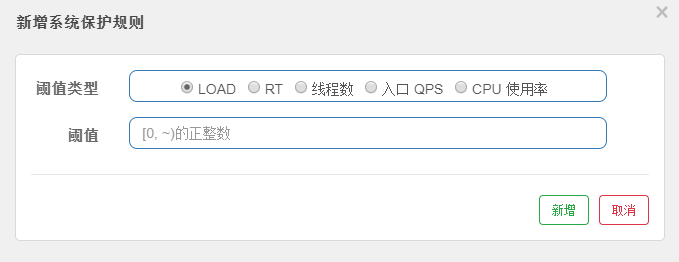 新增系统保护规则
×
阈值类型 LOAD RT 线程数 入口 QPS CPU 使用率
阈值 [0, ~)的正整数
新增 取消